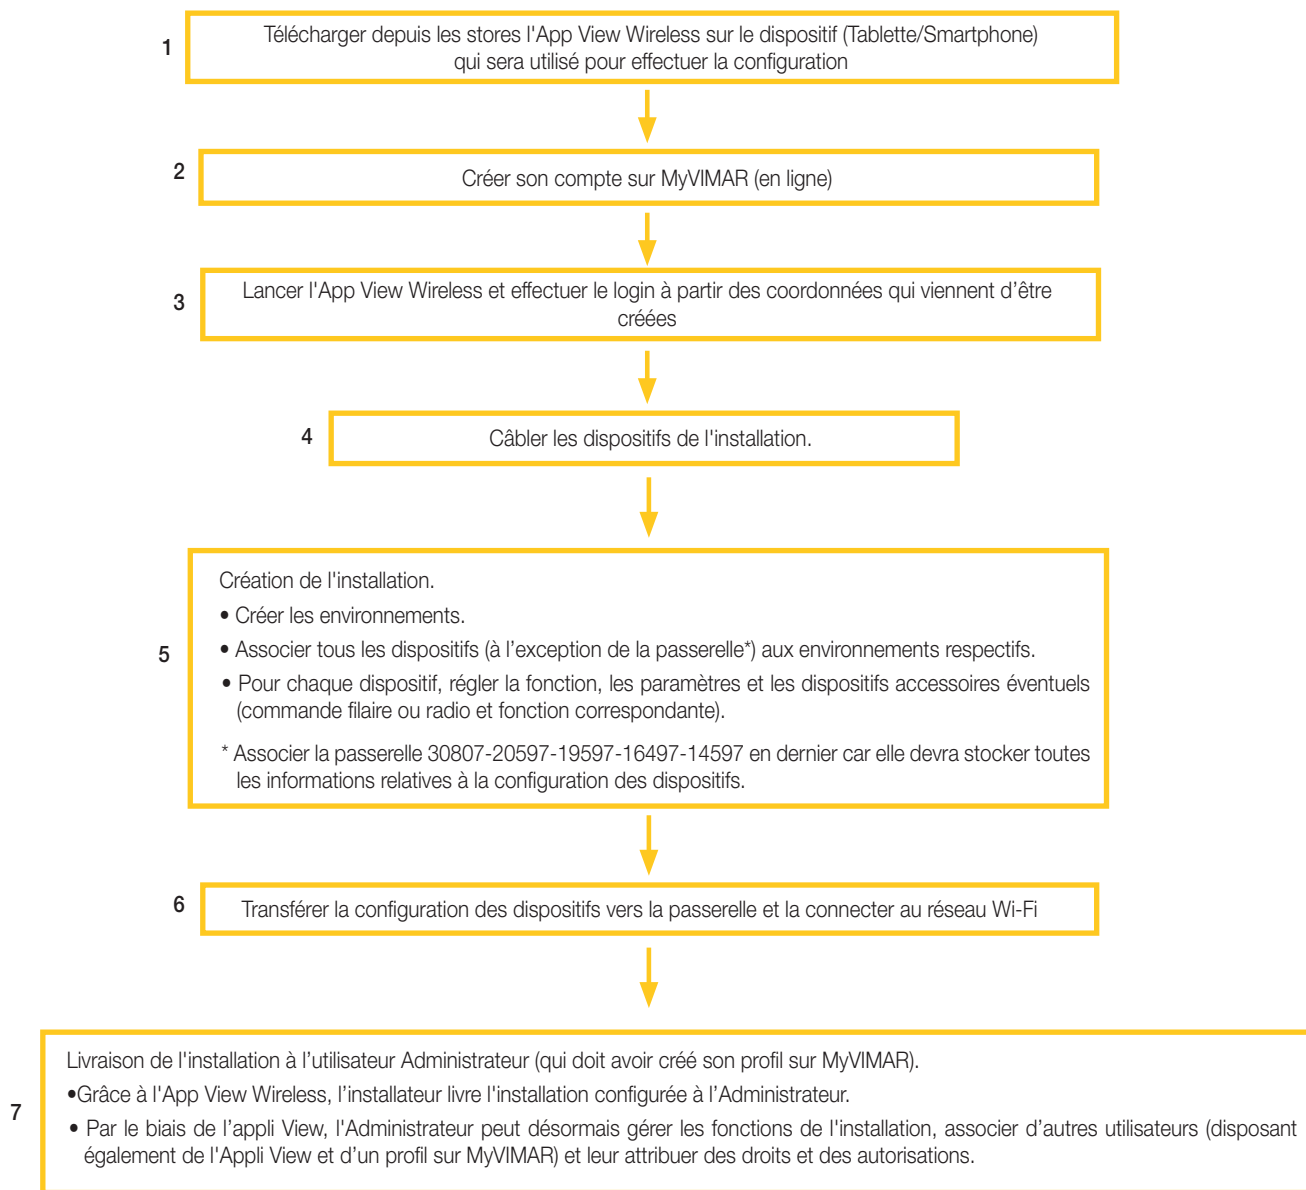 1
Télécharger depuis les stores l'App View Wireless sur le dispositif (Tablette/Smartphone)
qui sera utilisé pour effectuer la configuration
2
Créer son compte sur MyVIMAR (en ligne)
3
Lancer l'App View Wireless et effectuer le login à partir des coordonnées qui viennent d’être
créées
4
Câbler les dispositifs de l'installation.
5
Création de l'installation.
• Créer les environnements.
• Associer tous les dispositifs (à l’exception de la passerelle*) aux environnements respectifs.
• Pour chaque dispositif, régler la fonction, les paramètres et les dispositifs accessoires éventuels
(commande filaire ou radio et fonction correspondante).
* Associer la passerelle 30807-20597-19597-16497-14597 en dernier car elle devra stocker toutes
les informations relatives à la configuration des dispositifs.
6
Transférer la configuration des dispositifs vers la passerelle et la connecter au réseau Wi-Fi
7
Livraison de l'installation à l’utilisateur Administrateur (qui doit avoir créé son profil sur MyVIMAR).
•Grâce à l'App View Wireless, l’installateur livre l'installation configurée à l’Administrateur.
• Par le biais de l’appli View, l'Administrateur peut désormais gérer les fonctions de l'installation, associer d’autres utilisateurs (disposant
également de l'Appli View et d’un profil sur MyVIMAR) et leur attribuer des droits et des autorisations.